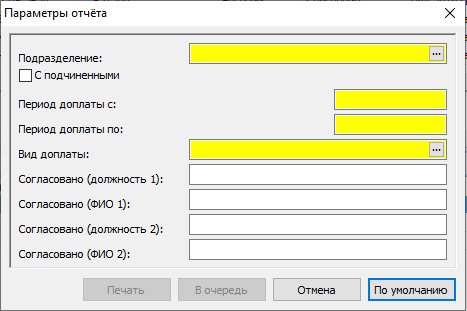 Параметры отчёта
Подразделение:
...
С подчиненными
Период доплаты с:
Период доплаты по:
Вид доплаты:
...
Согласовано (должность 1):
Согласовано (ФИО 1):
Согласовано (должность 2):
Согласовано (ФИО 2):
Печать В очередь Отмена По умолчанию